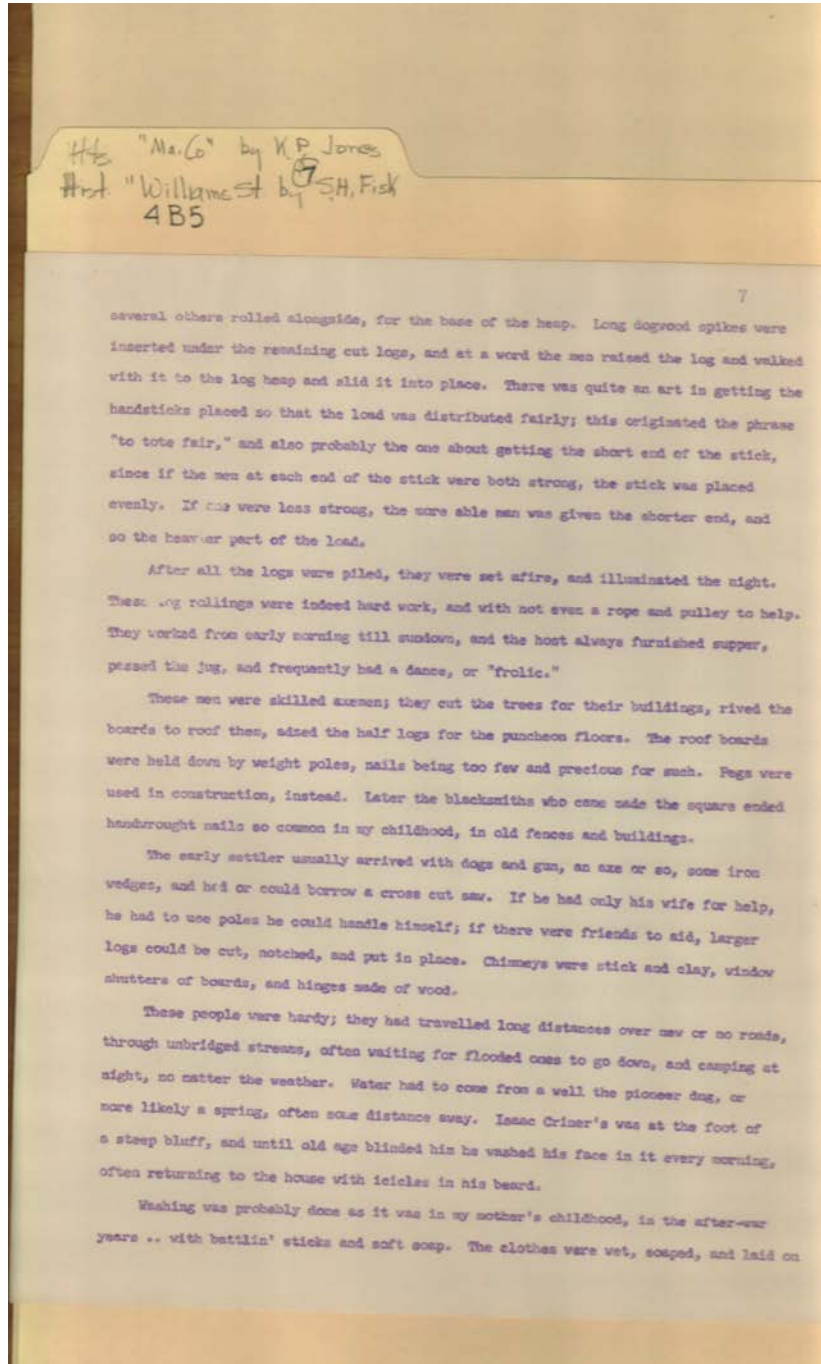 Hts. "Ma. Co" by K P Jones
Hist. "Williams St by S.H. Fisk
7
4B5
7
several others rolled alongside, for the base of the heap. Long dogwood spikes were
inserted under the remaining cut logs, and at a word the men raised the log and walked
with it to the log heap and slid it into place. There was quite an art in getting the
handsticks placed so that the load was distributed fairly; this originated the phrase
"to tote fair," and also probably the one about getting the short end of the stick,
since if the men at each end of the stick were both strong, the stick was placed
evenly. If one were less strong, the more able man was given the shorter end, and
so the heavier part of the load.
After all the logs were piled, they were set afire, and illuminated the night.
These log rollings were indeed hard work, and with not even a rope and pulley to help.
They worked from early morning till sundown, and the host always furnished supper,
passed the jug, and frequently had a dance, or "frolic."
These men were skilled axemen; they cut the trees for their buildings, rived the
boards to roof them, adzed the half logs for the puncheon floors. The roof boards
were held down by weight poles, nails being too few and precious for such. Pegs were
used in construction, instead. Later the blacksmiths who came made the square ended
handwrought nails so common in my childhood, in old fences and buildings.
The early settler usually arrived with dogs and gun, an axe or so, some iron
wedges, and had or could borrow a cross cut saw. If he had only his wife for help,
he had to use poles he could handle himself; if there were friends to aid, larger
logs could be cut, notched, and put in place. Chimneys were stick and clay, window
shutters of boards, and hinges made of wood.
These people were hardy; they had travelled long distances over new or no roads,
through unbridged streams, often waiting for flooded ones to go down, and camping at
night, no matter the weather. Water had to come from a well the pioneer dug, or
more likely a spring, often some distance away. Isaac Criner's was at the foot of
a steep bluff, and until old age blinded him he washed his face in it every morning,
often returning to the house with icicles in his beard.
Washing was probably done as it was in my mother's childhood, in the after-war
years .. with battlin' sticks and soft soap. The clothes were wet, soaped, and laid on